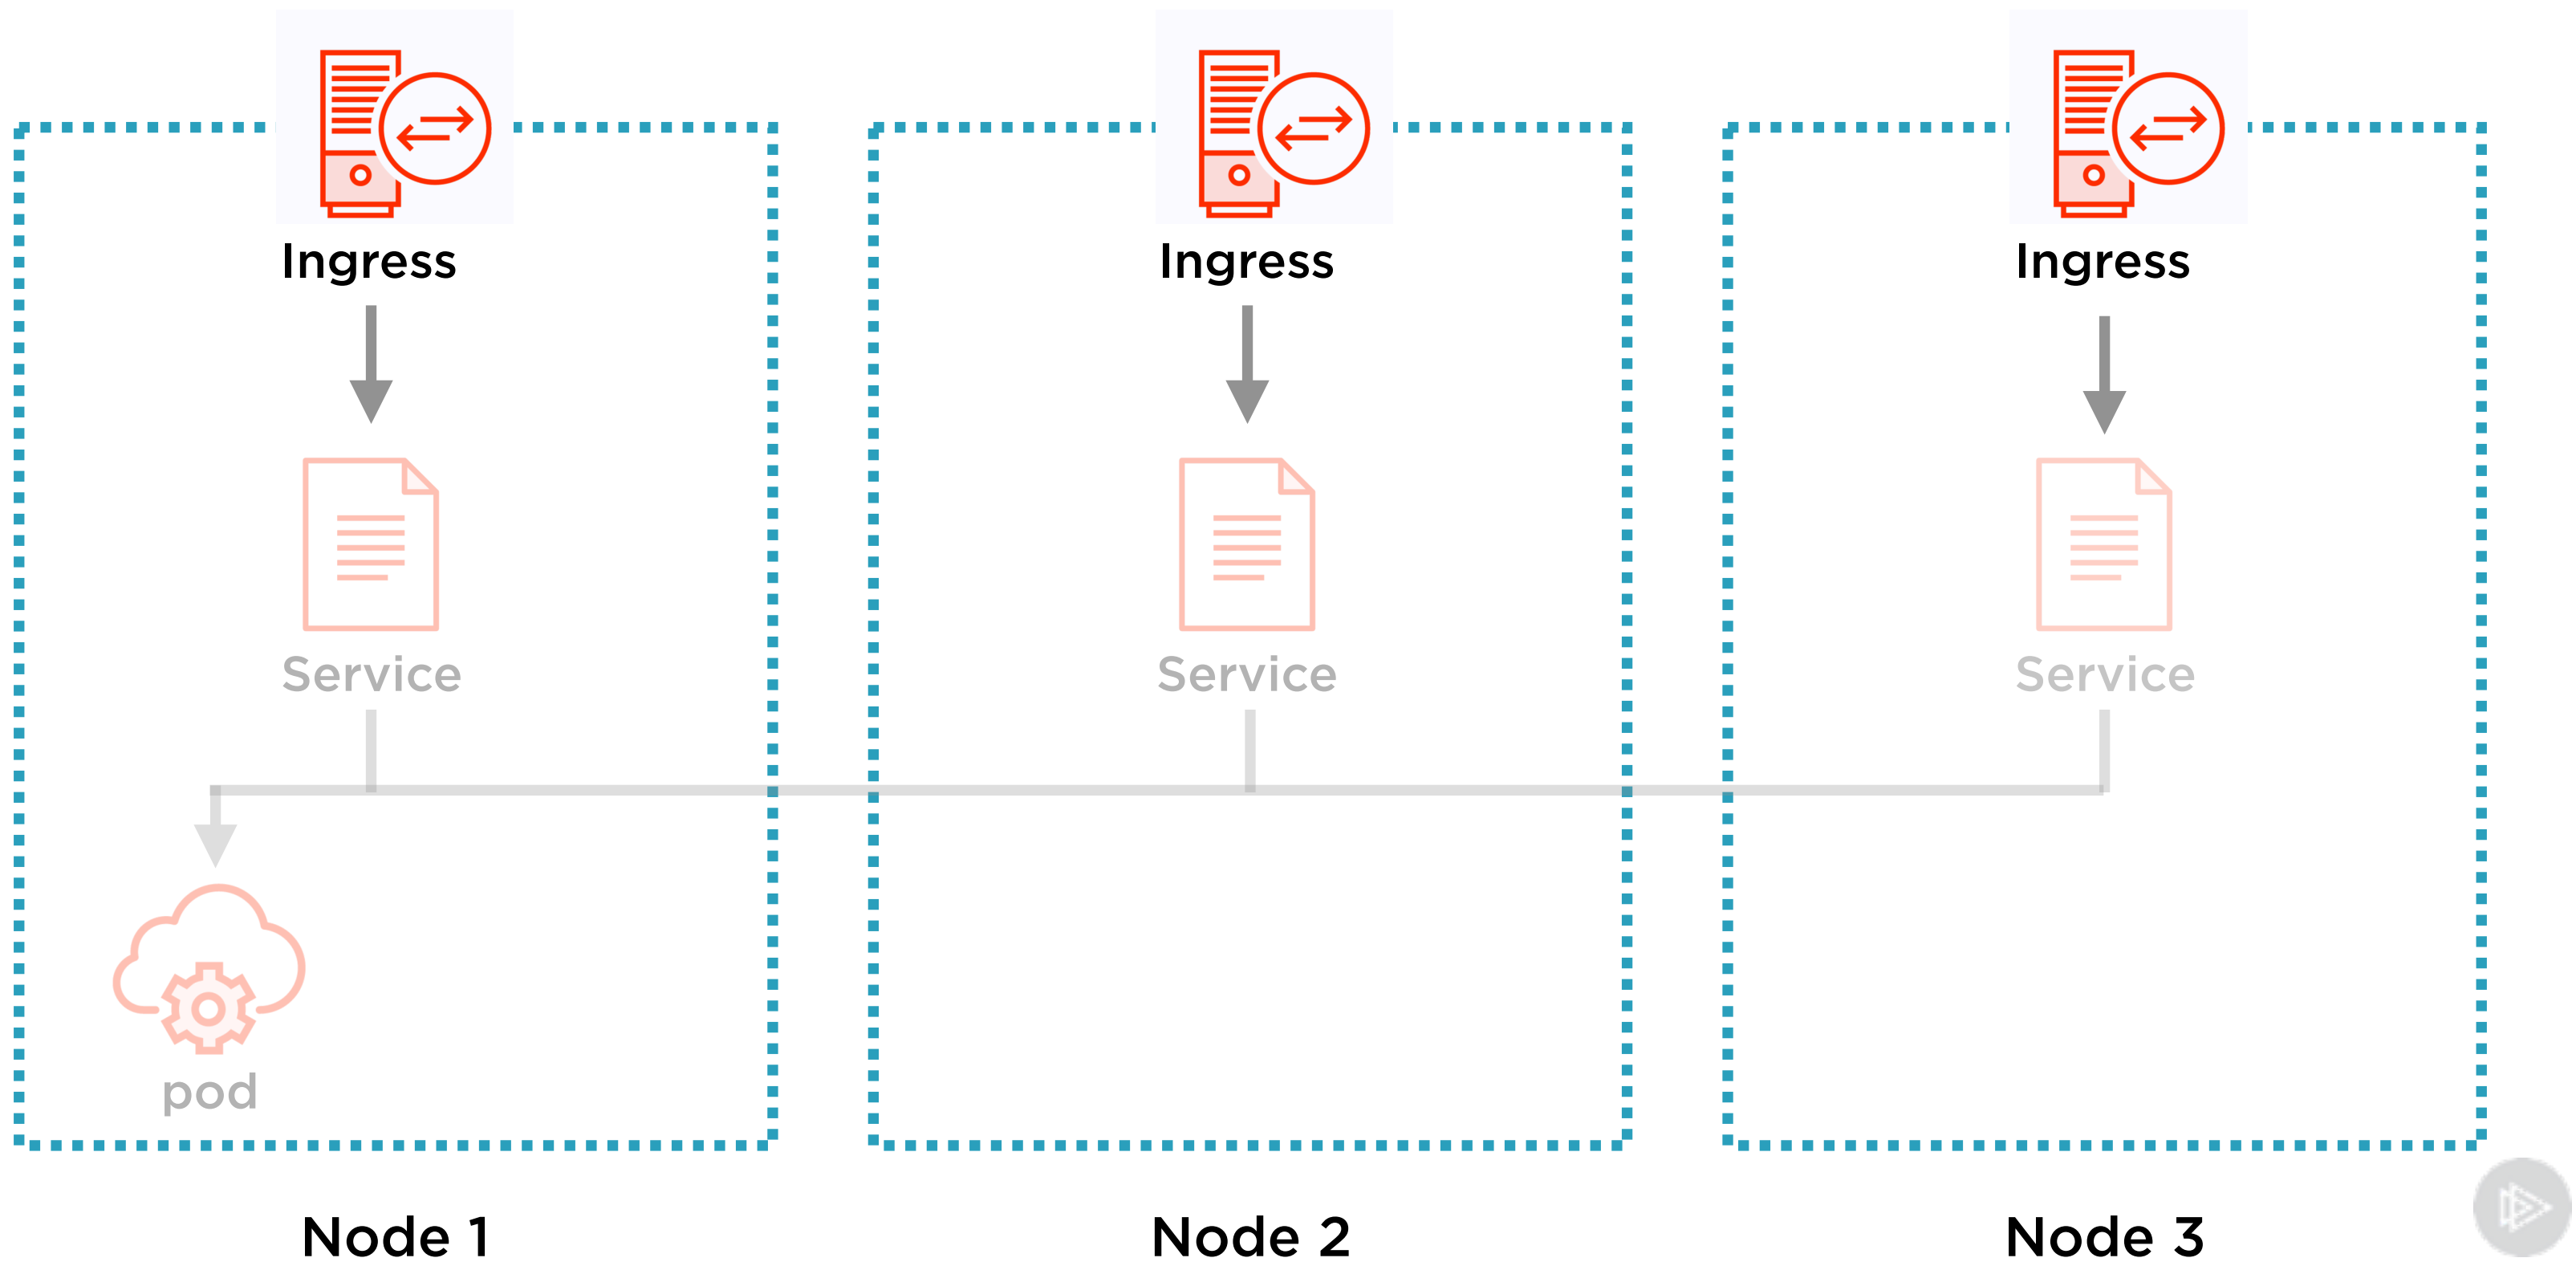 Ingress
Ingress
Ingress
Service
Service
Service
pod
Node 1
Node 2
Node 3